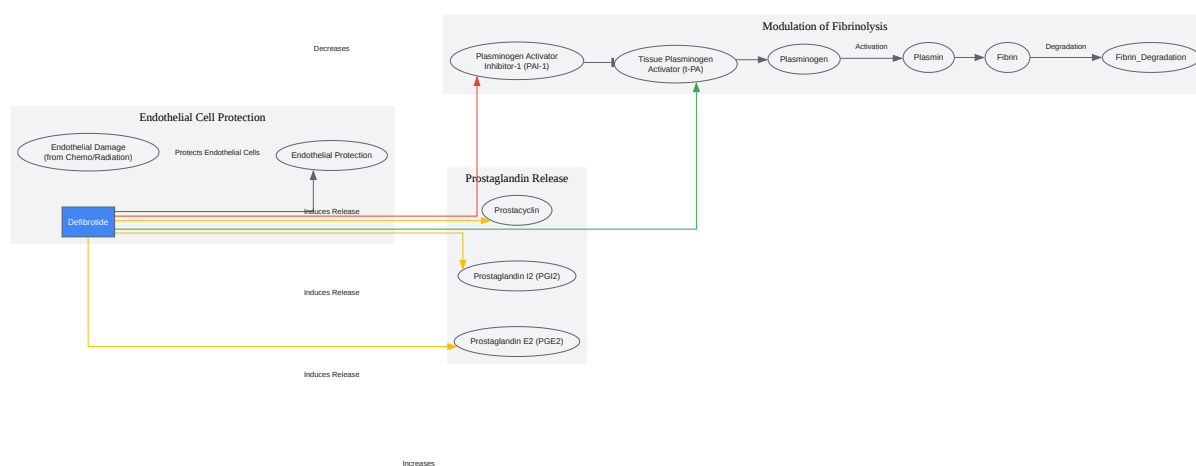 Modulation of Fibrinolysis
Decreases
Plasminogen Activator
Inhibitor-1 (PAI-1)
Tissue Plasminogen
Activator (t-PA)
Plasminogen
Activation
Plasmin
Fibrin
Degradation
Fibrin_Degradation
Endothelial Cell Protection
Endothelial Damage
(from Chemo/Radiation)
Protects Endothelial Cells
Endothelial Protection
Defibrotide
Induces Release
Prostaglandin Release
Prostacyclin
Prostaglandin I2 (PGI2)
Induces Release
Prostaglandin E2 (PGE2)
Induces Release
Increases